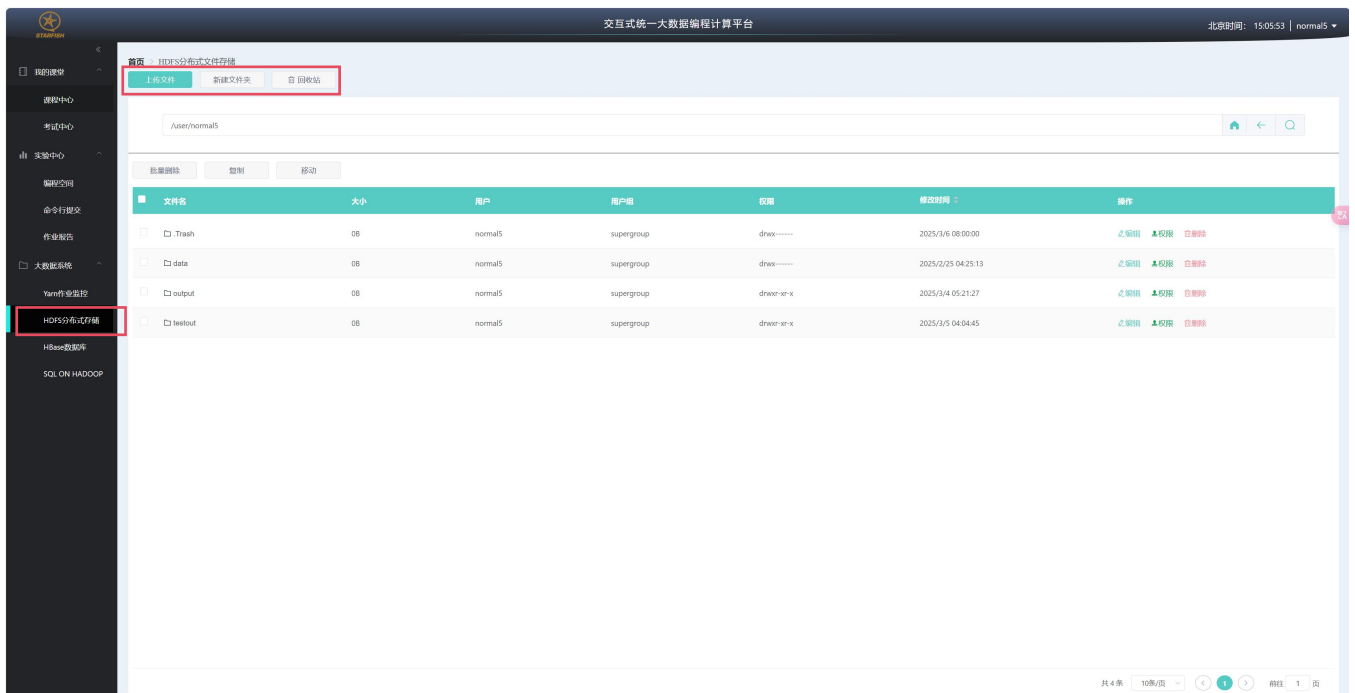 STARFISH
交互式统一大数据编程计算平台
北京时间： 15:05:53 | normal5
我的课堂
课程中心
考试中心
实验中心
编程空间
命令行提交
作业报告
大数据系统
Yarn作业监控
HDFS分布式存储
HBase数据库
SQL ON HADOOP
首页 HDFS分布式文件存储
上传文件 新建文件夹 回收站
/user/normal5
批量删除 复制 移动
文件名 大小 用户 用户组 权限 修改时间 操作
.Trash 0B normal5 supergroup drwx------ 2025/3/6 08:00:00 编辑 权限 删除
data 0B normal5 supergroup drwx------ 2025/2/25 04:25:13 编辑 权限 删除
output 0B normal5 supergroup drwxr-xr-x 2025/3/4 05:21:27 编辑 权限 删除
testout 0B normal5 supergroup drwxr-xr-x 2025/3/5 04:04:45 编辑 权限 删除
共 4 条 10条/页 1 前往 1 页